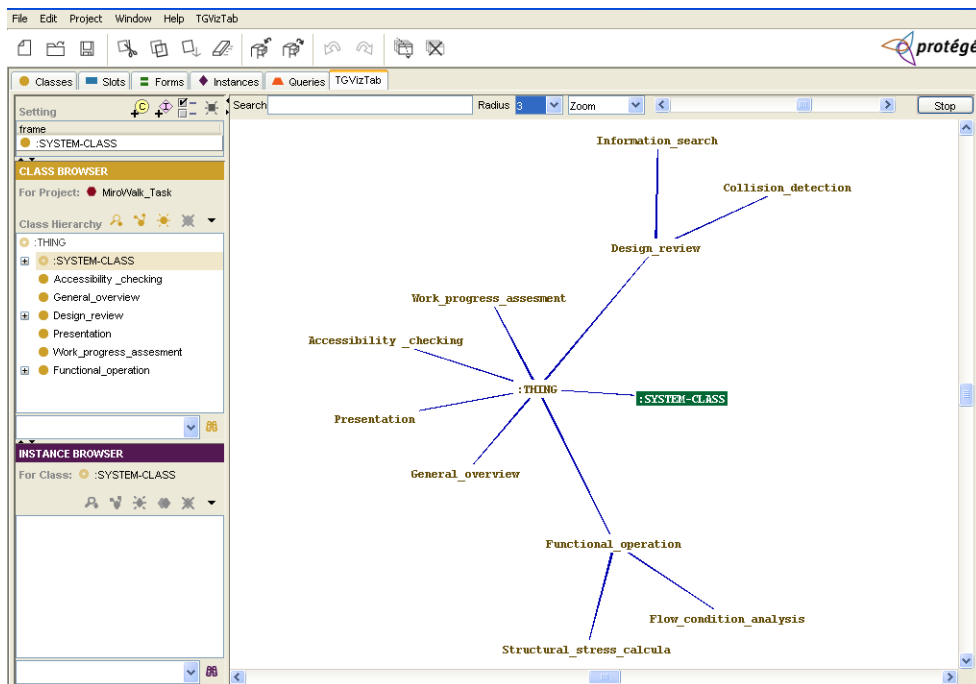 File Edit Project Window Help TGVizTab
protégé
Classes Slots Forms Instances Queries TGVizTab
Setting
Search Radius 3 Zoom Stop
frame
:SYSTEM-CLASS
CLASS BROWSER
For Project: MiroWalk_Task
Class Hierarchy
:THING
:SYSTEM-CLASS
Accessibility _checking
General_overview
Design_review
Presentation
Work_progress_assesment
Functional_operation
INSTANCE BROWSER
For Class: :SYSTEM-CLASS
Information_search
Collision_detection
Design_review
Work_progress_assesment
Accessibility _checking
:THING
:SYSTEM-CLASS
Presentation
General_overview
Functional_operation
Flow_condition_analysis
Structural_stress_calcula